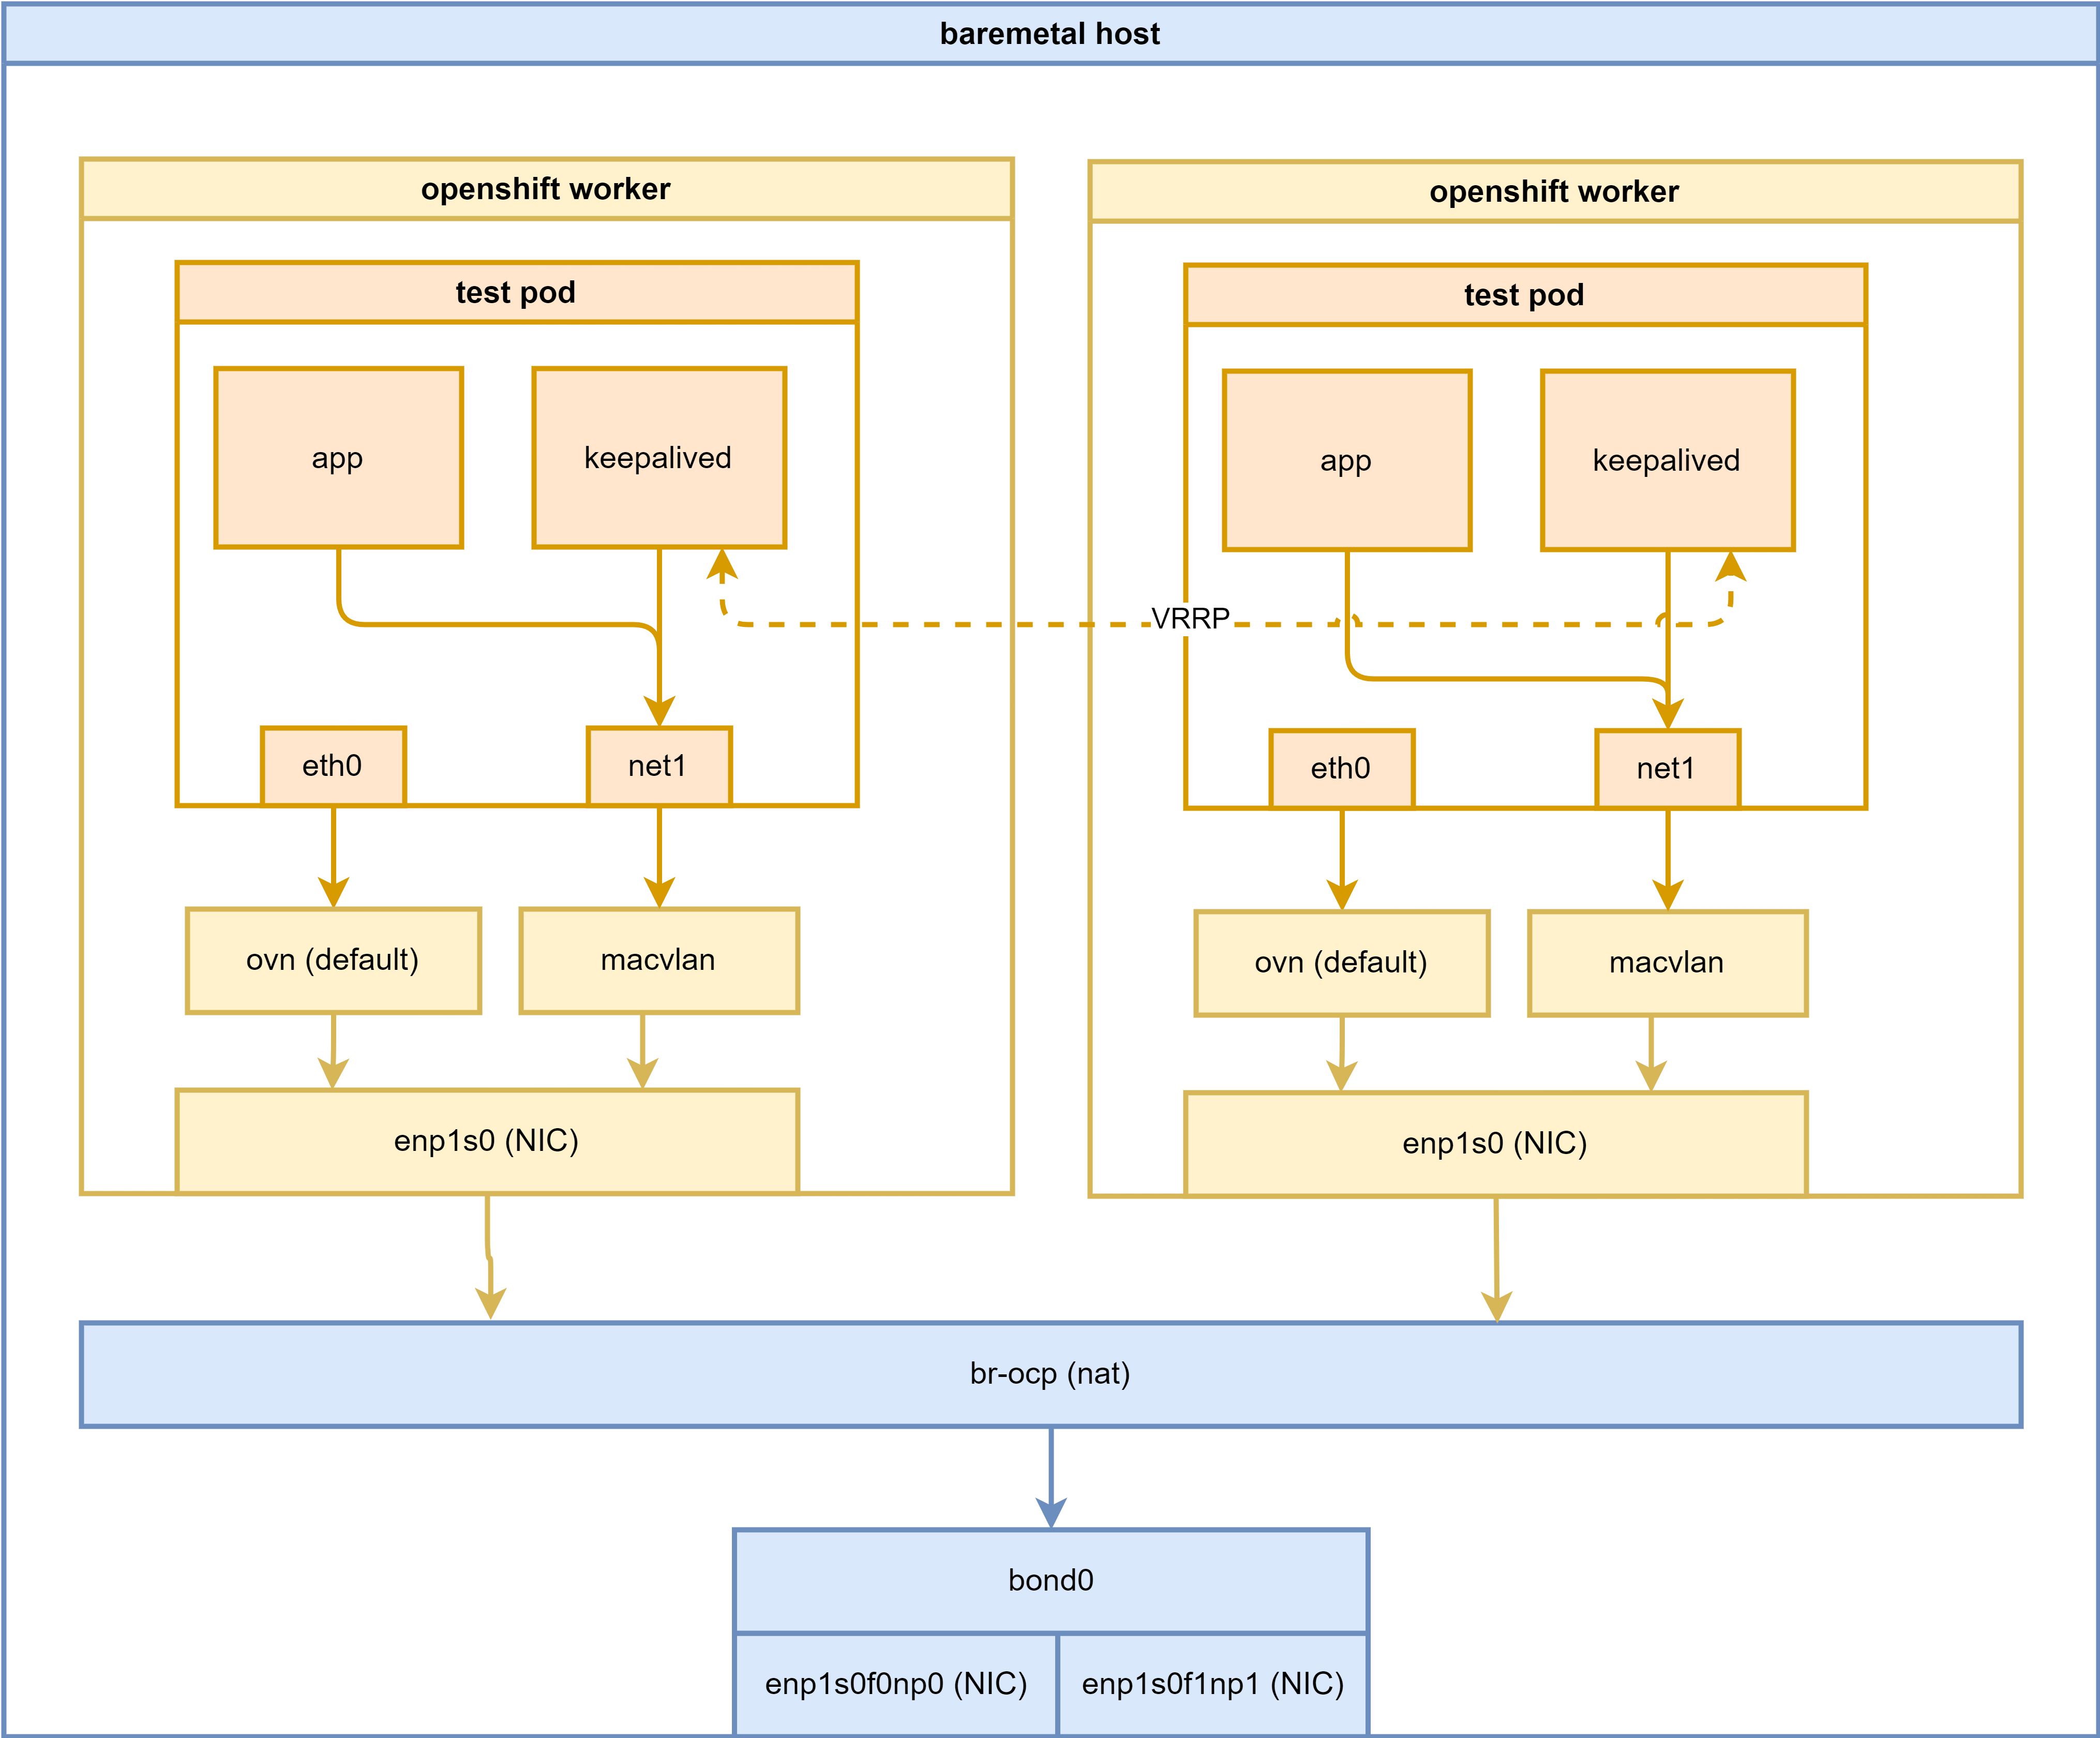 baremetal host
openshift worker
openshift worker
test pod
test pod
app
keepalived
app
keepalived
VRRP
eth0
net1
eth0
net1
ovn (default)
macvlan
ovn (default)
macvlan
enp1s0 (NIC)
enp1s0 (NIC)
br-ocp (nat)
bond0
enp1s0f0np0 (NIC)
enp1s0f1np1 (NIC)